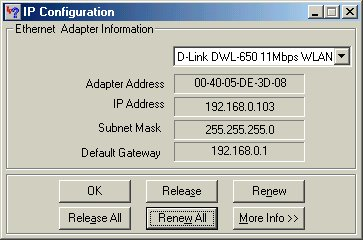 IP Configuration
Ethernet Adapter Information
D-Link DWL-650 11Mbps WLAN
Adapter Address 00-40-05-DE-3D-08
IP Address 192.168.0.103
Subnet Mask 255.255.255.0
Default Gateway 192.168.0.1
OK Release Renew
Release All Renew All More Info >>